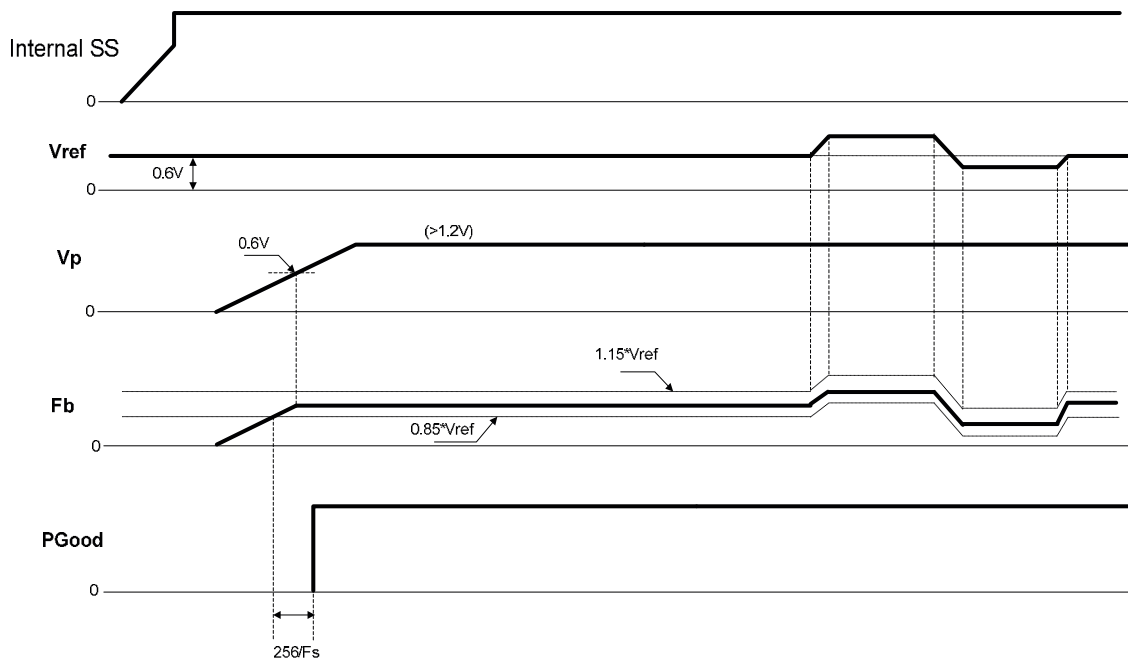 Internal SS
0
Vref
0.6V
0
0.6V
(>1.2V)
Vp
0
1.15*Vref
Fb
0.85*Vref
0
PGood
0
256/Fs